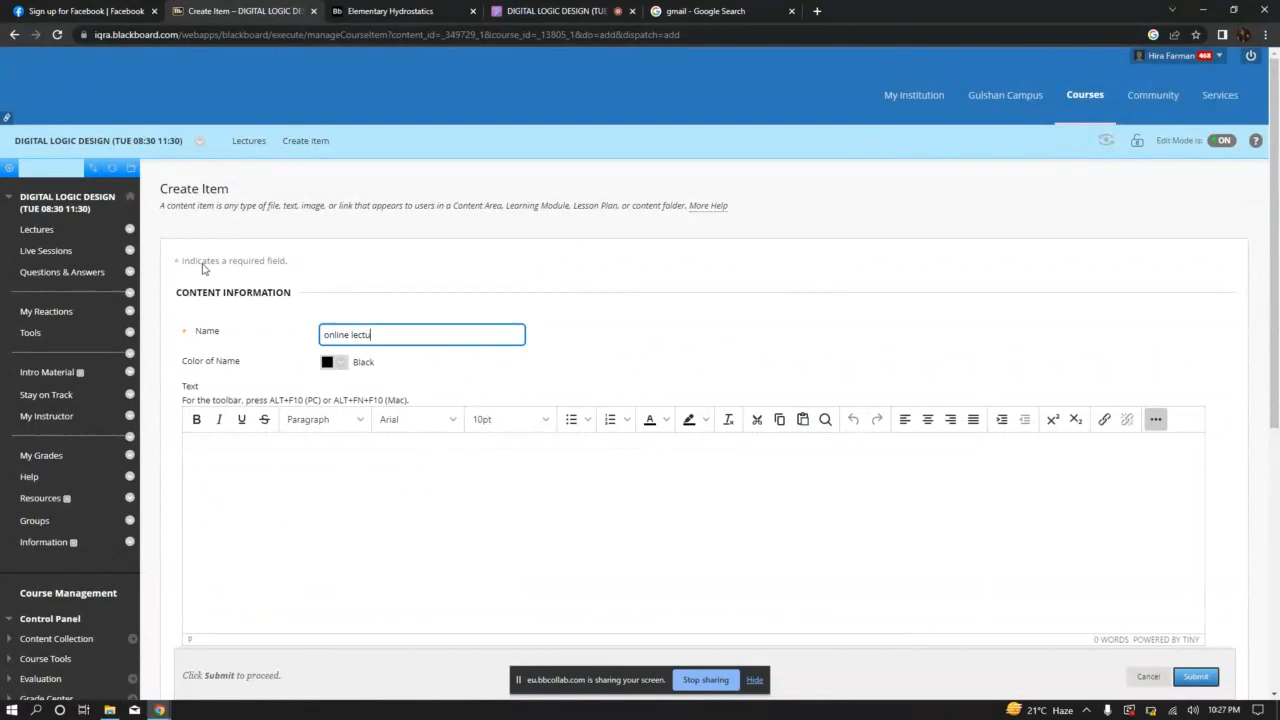 Sign up for Facebook | Facebook
Create Item – DIGITAL LOGIC DE
Elementary Hydrostatics
DIGITAL LOGIC DESIGN (TUE
gmail - Google Search
iqra.blackboard.com/webapps/blackboard/execute/manageCourseItem?content_id=_349729_1&course_id=_13805_1&do=add&dispatch=add
Hira Farman 468
My Institution Gulshan Campus Courses Community Services
DIGITAL LOGIC DESIGN (TUE 08:30 11:30) Lectures Create Item Edit Mode is: ON ?
DIGITAL LOGIC DESIGN
(TUE 08:30 11:30)
Lectures
Live Sessions
Questions & Answers
My Reactions
Tools
Intro Material
Stay on Track
My Instructor
My Grades
Help
Resources
Groups
Information
Course Management
Control Panel
Content Collection
Course Tools
Evaluation
Grade Center
Create Item
A content item is any type of file, text, image, or link that appears to users in a Content Area, Learning Module, Lesson Plan, or content folder. More Help
* Indicates a required field.
CONTENT INFORMATION
* Name online lectu
Color of Name Black
Text
For the toolbar, press ALT+F10 (PC) or ALT+FN+F10 (Mac).
B I U S Paragraph Arial 10pt
P 0 WORDS POWERED BY TINY
Click Submit to proceed. Cancel Submit
eu.bbcollab.com is sharing your screen. Stop sharing Hide
21°C Haze 10:27 PM